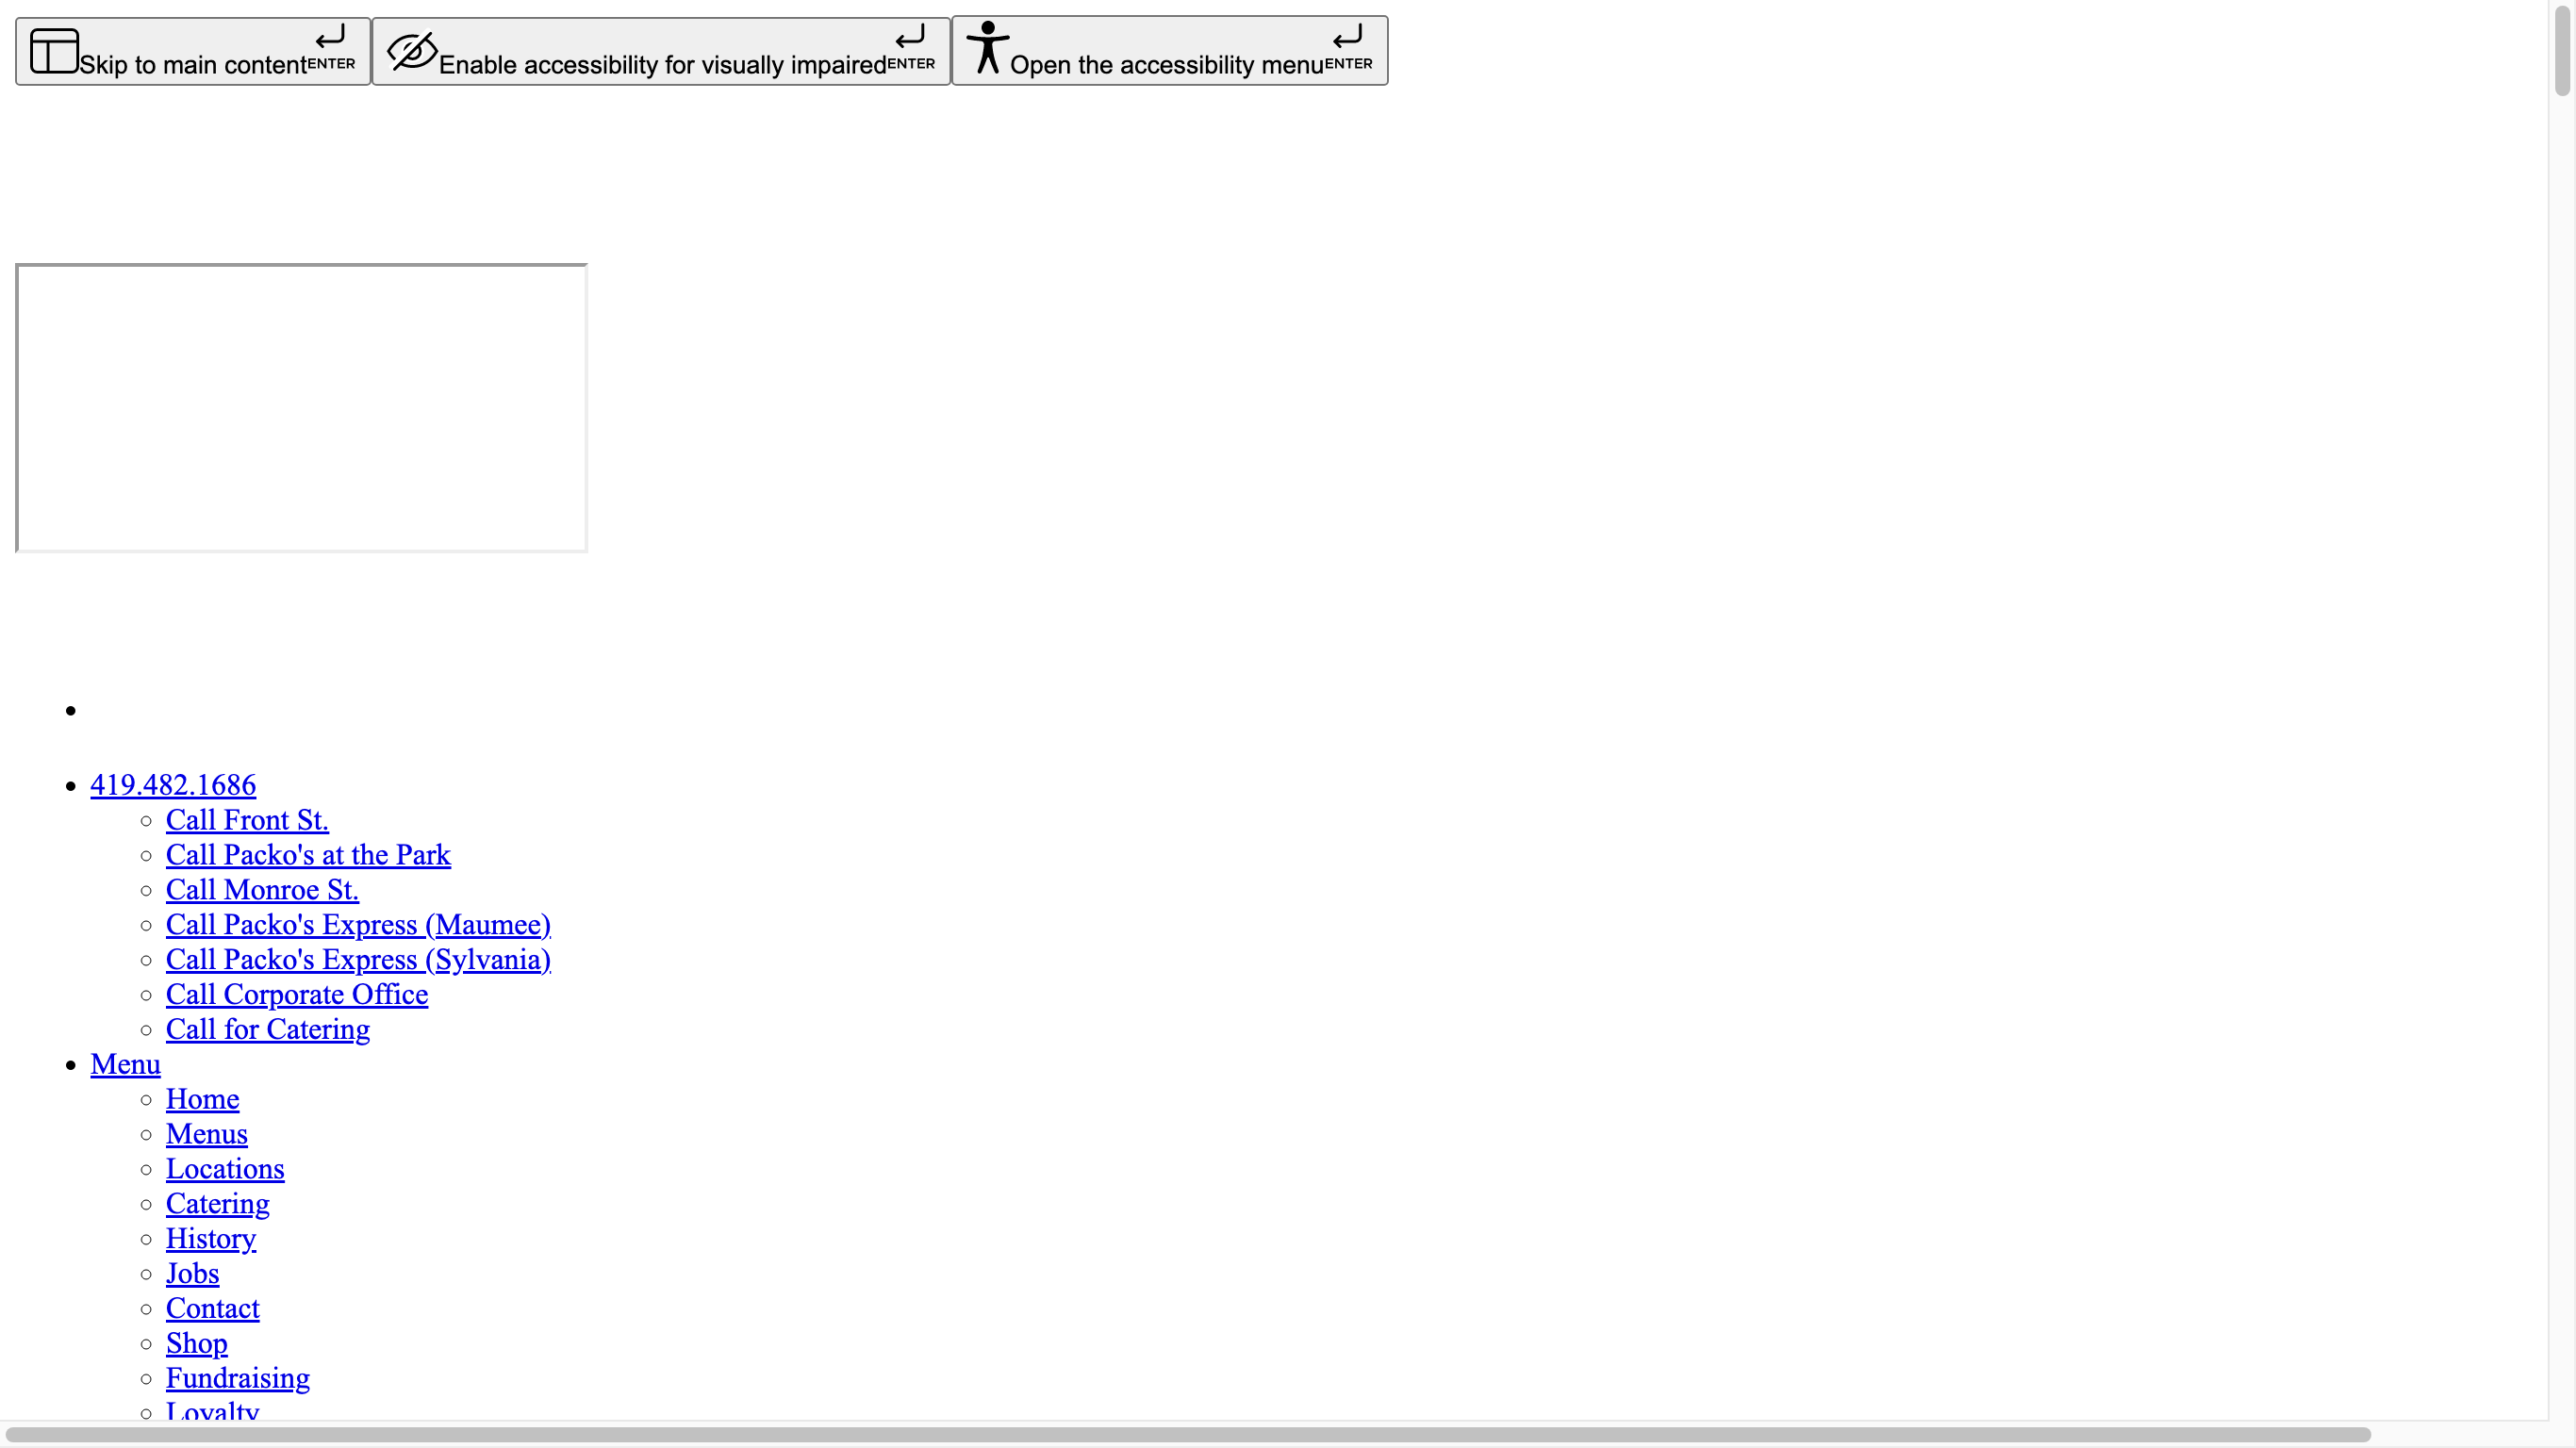 Skip to main content ENTER Enable accessibility for visually impaired ENTER Open the accessibility menu ENTER
419.482.1686
Call Front St.
Call Packo's at the Park
Call Monroe St.
Call Packo's Express (Maumee)
Call Packo's Express (Sylvania)
Call Corporate Office
Call for Catering
Menu
Home
Menus
Locations
Catering
History
Jobs
Contact
Shop
Fundraising
Loyalty